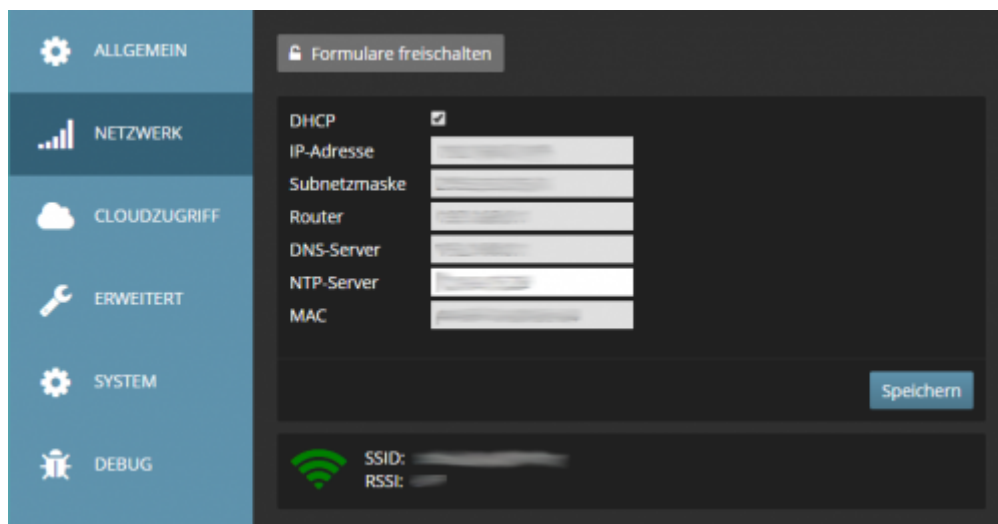 ALLGEMEIN
NETZWERK
CLOUDZUGRIFF
ERWEITERT
SYSTEM
DEBUG
Formulare freischalten
DHCP
IP-Adresse
Subnetzmaske
Router
DNS-Server
NTP-Server
MAC
Speichern
SSID:
RSSI: